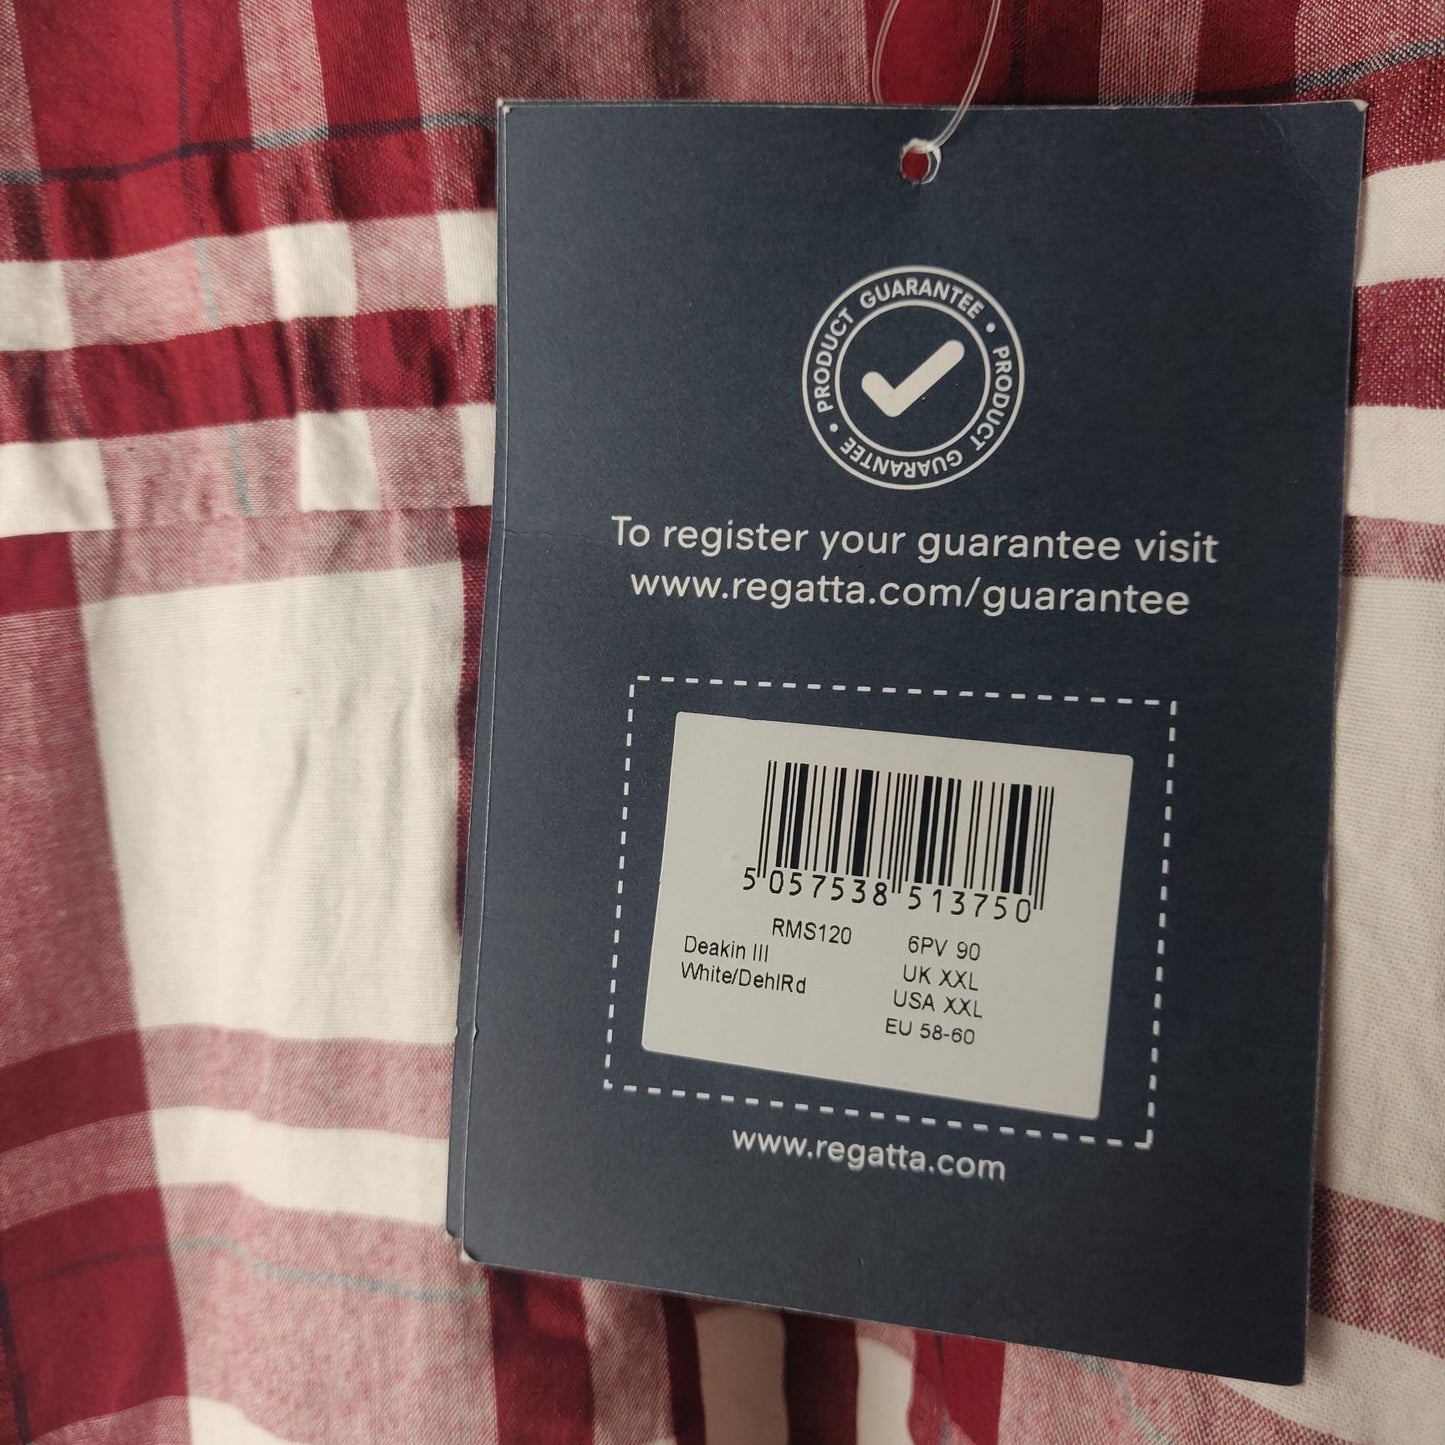 PRODUCT GUARANTEE • PRODUCT GUARANTEE •
To register your guarantee visit
www.regatta.com/guarantee
5 057538 513750
RMS120 6PV 90
Deakin III UK XXL
White/DehlRd USA XXL
EU 58-60
www.regatta.com